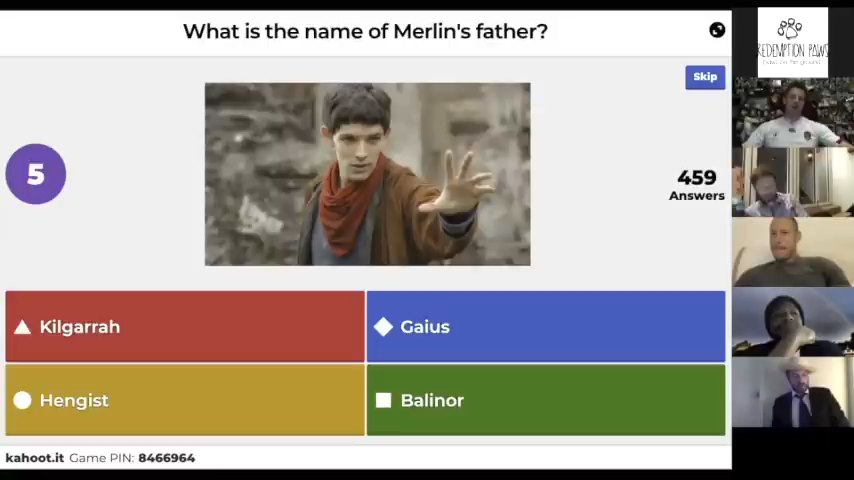 What is the name of Merlin's father?
Skip
5
459
Answers
Kilgarrah
Gaius
Hengist
Balinor
kahoot.it Game PIN: 8466964
REDEMPTION PAWS